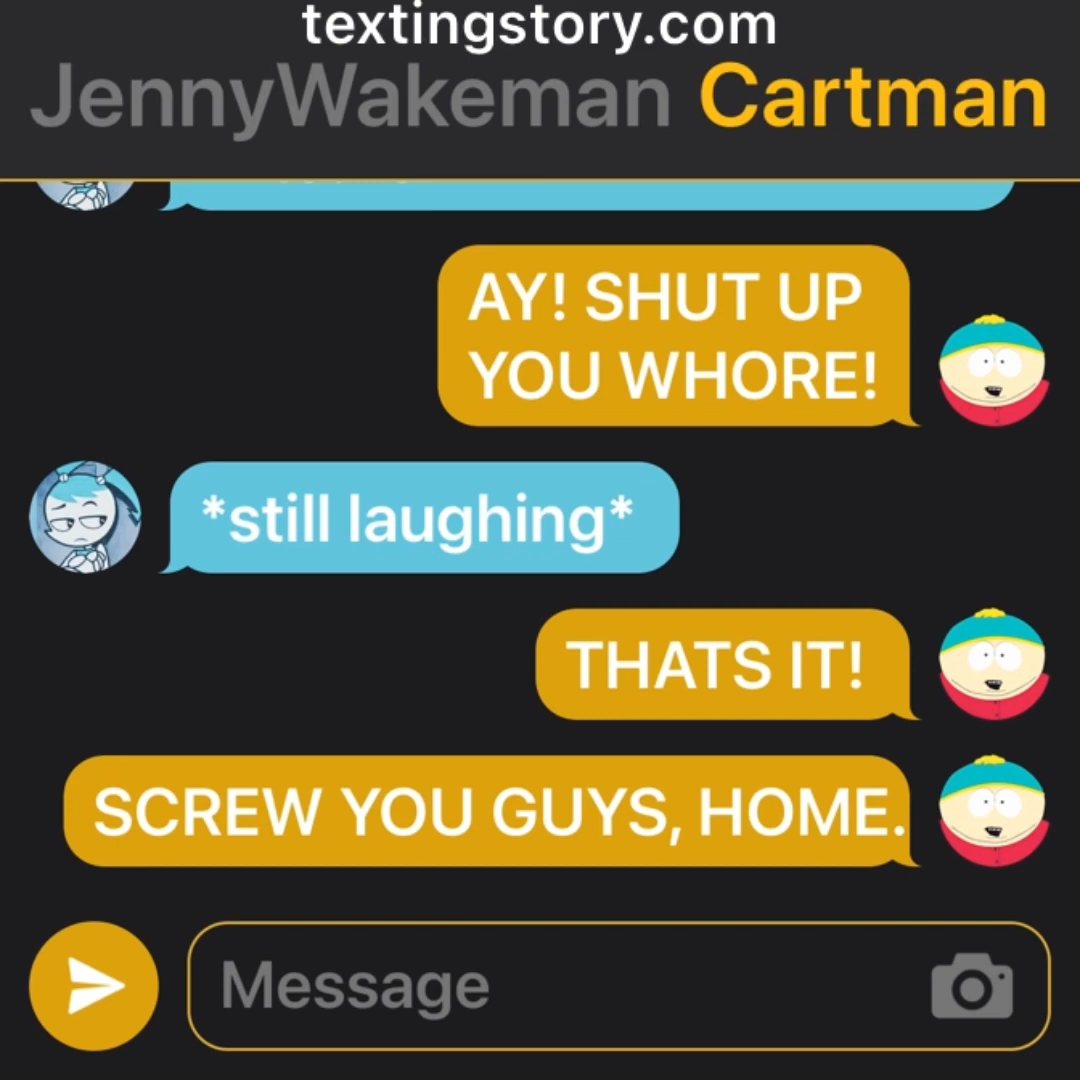 textingstory.com
JennyWakeman Cartman
AY! SHUT UP
YOU WHORE!
*still laughing*
THATS IT!
SCREW YOU GUYS, HOME.
Message